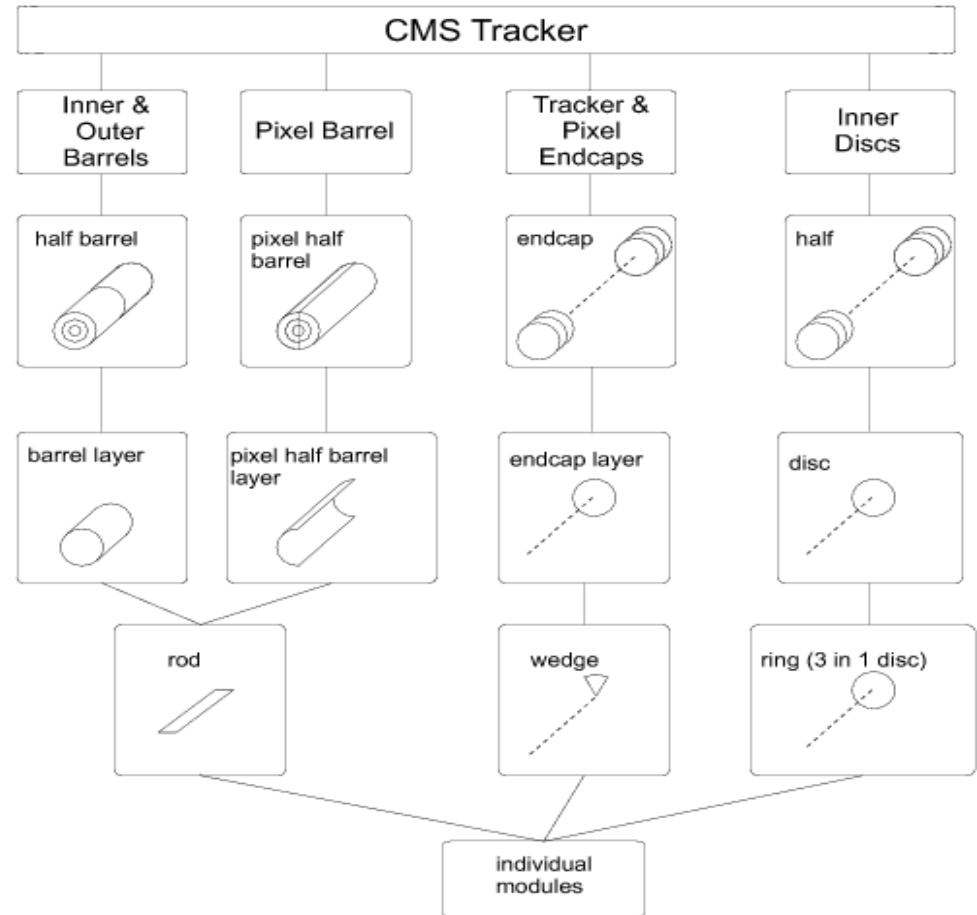 CMS Tracker
Inner &
Outer
Barrels
Pixel Barrel
Tracker &
Pixel
Endcaps
Inner
Discs
half barrel
pixel half
barrel
endcap
half
barrel layer
pixel half barrel
layer
endcap layer
disc
rod
wedge
ring (3 in 1 disc)
individual
modules